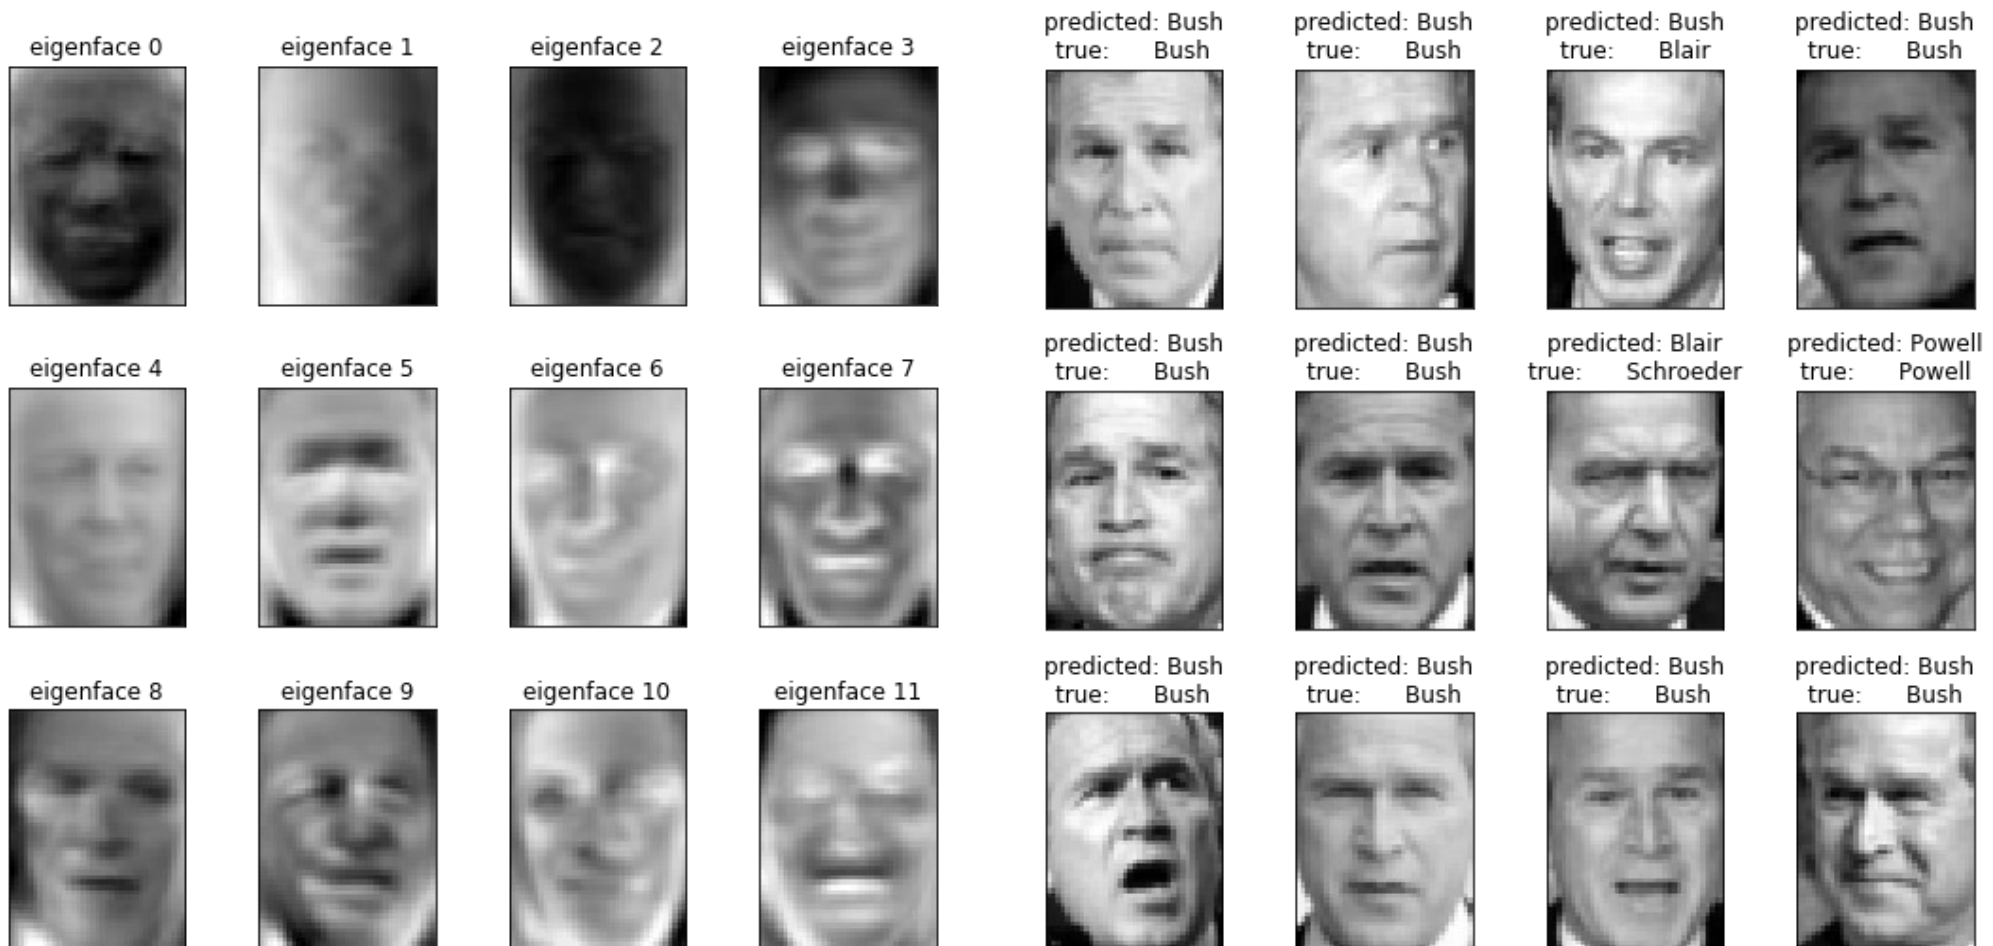 eigenface 0
eigenface 1
eigenface 2
eigenface 3
eigenface 4
eigenface 5
eigenface 6
eigenface 7
eigenface 8
eigenface 9
eigenface 10
eigenface 11
predicted: Bush
true: Bush
predicted: Bush
true: Bush
predicted: Bush
true: Blair
predicted: Bush
true: Bush
predicted: Bush
true: Bush
predicted: Bush
true: Bush
predicted: Blair
true: Schroeder
predicted: Powell
true: Powell
predicted: Bush
true: Bush
predicted: Bush
true: Bush
predicted: Bush
true: Bush
predicted: Bush
true: Bush